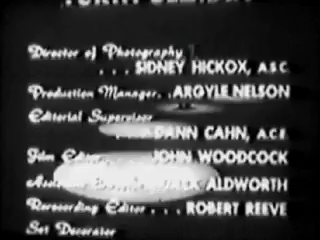 Director of Photography
. . . SIDNEY HICKOX, A.S.C.
Production Manager. . ARGYLE NELSON
Editorial Supervisor
DANN CAHN, A.C.E.
Film Editor. . . JOHN WOODCOCK
ALDWORTH
Rerecording Editor . . . ROBERT REEVE
Set Decorator